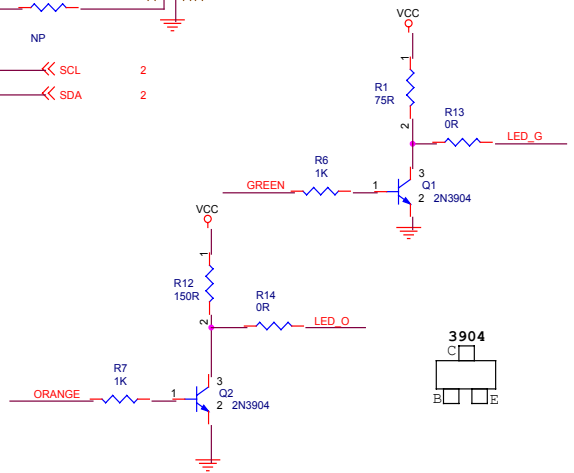 NP
SCL 2
SDA 2
VCC
1
R1
75R
2
R13
0R
LED_G
GREEN
R6
1K
1
3
Q1
2 2N3904
VCC
1
R12
150R
2
R14
0R
LED_O
ORANGE
R7
1K
1
3
Q2
2 2N3904
3904
C
B E